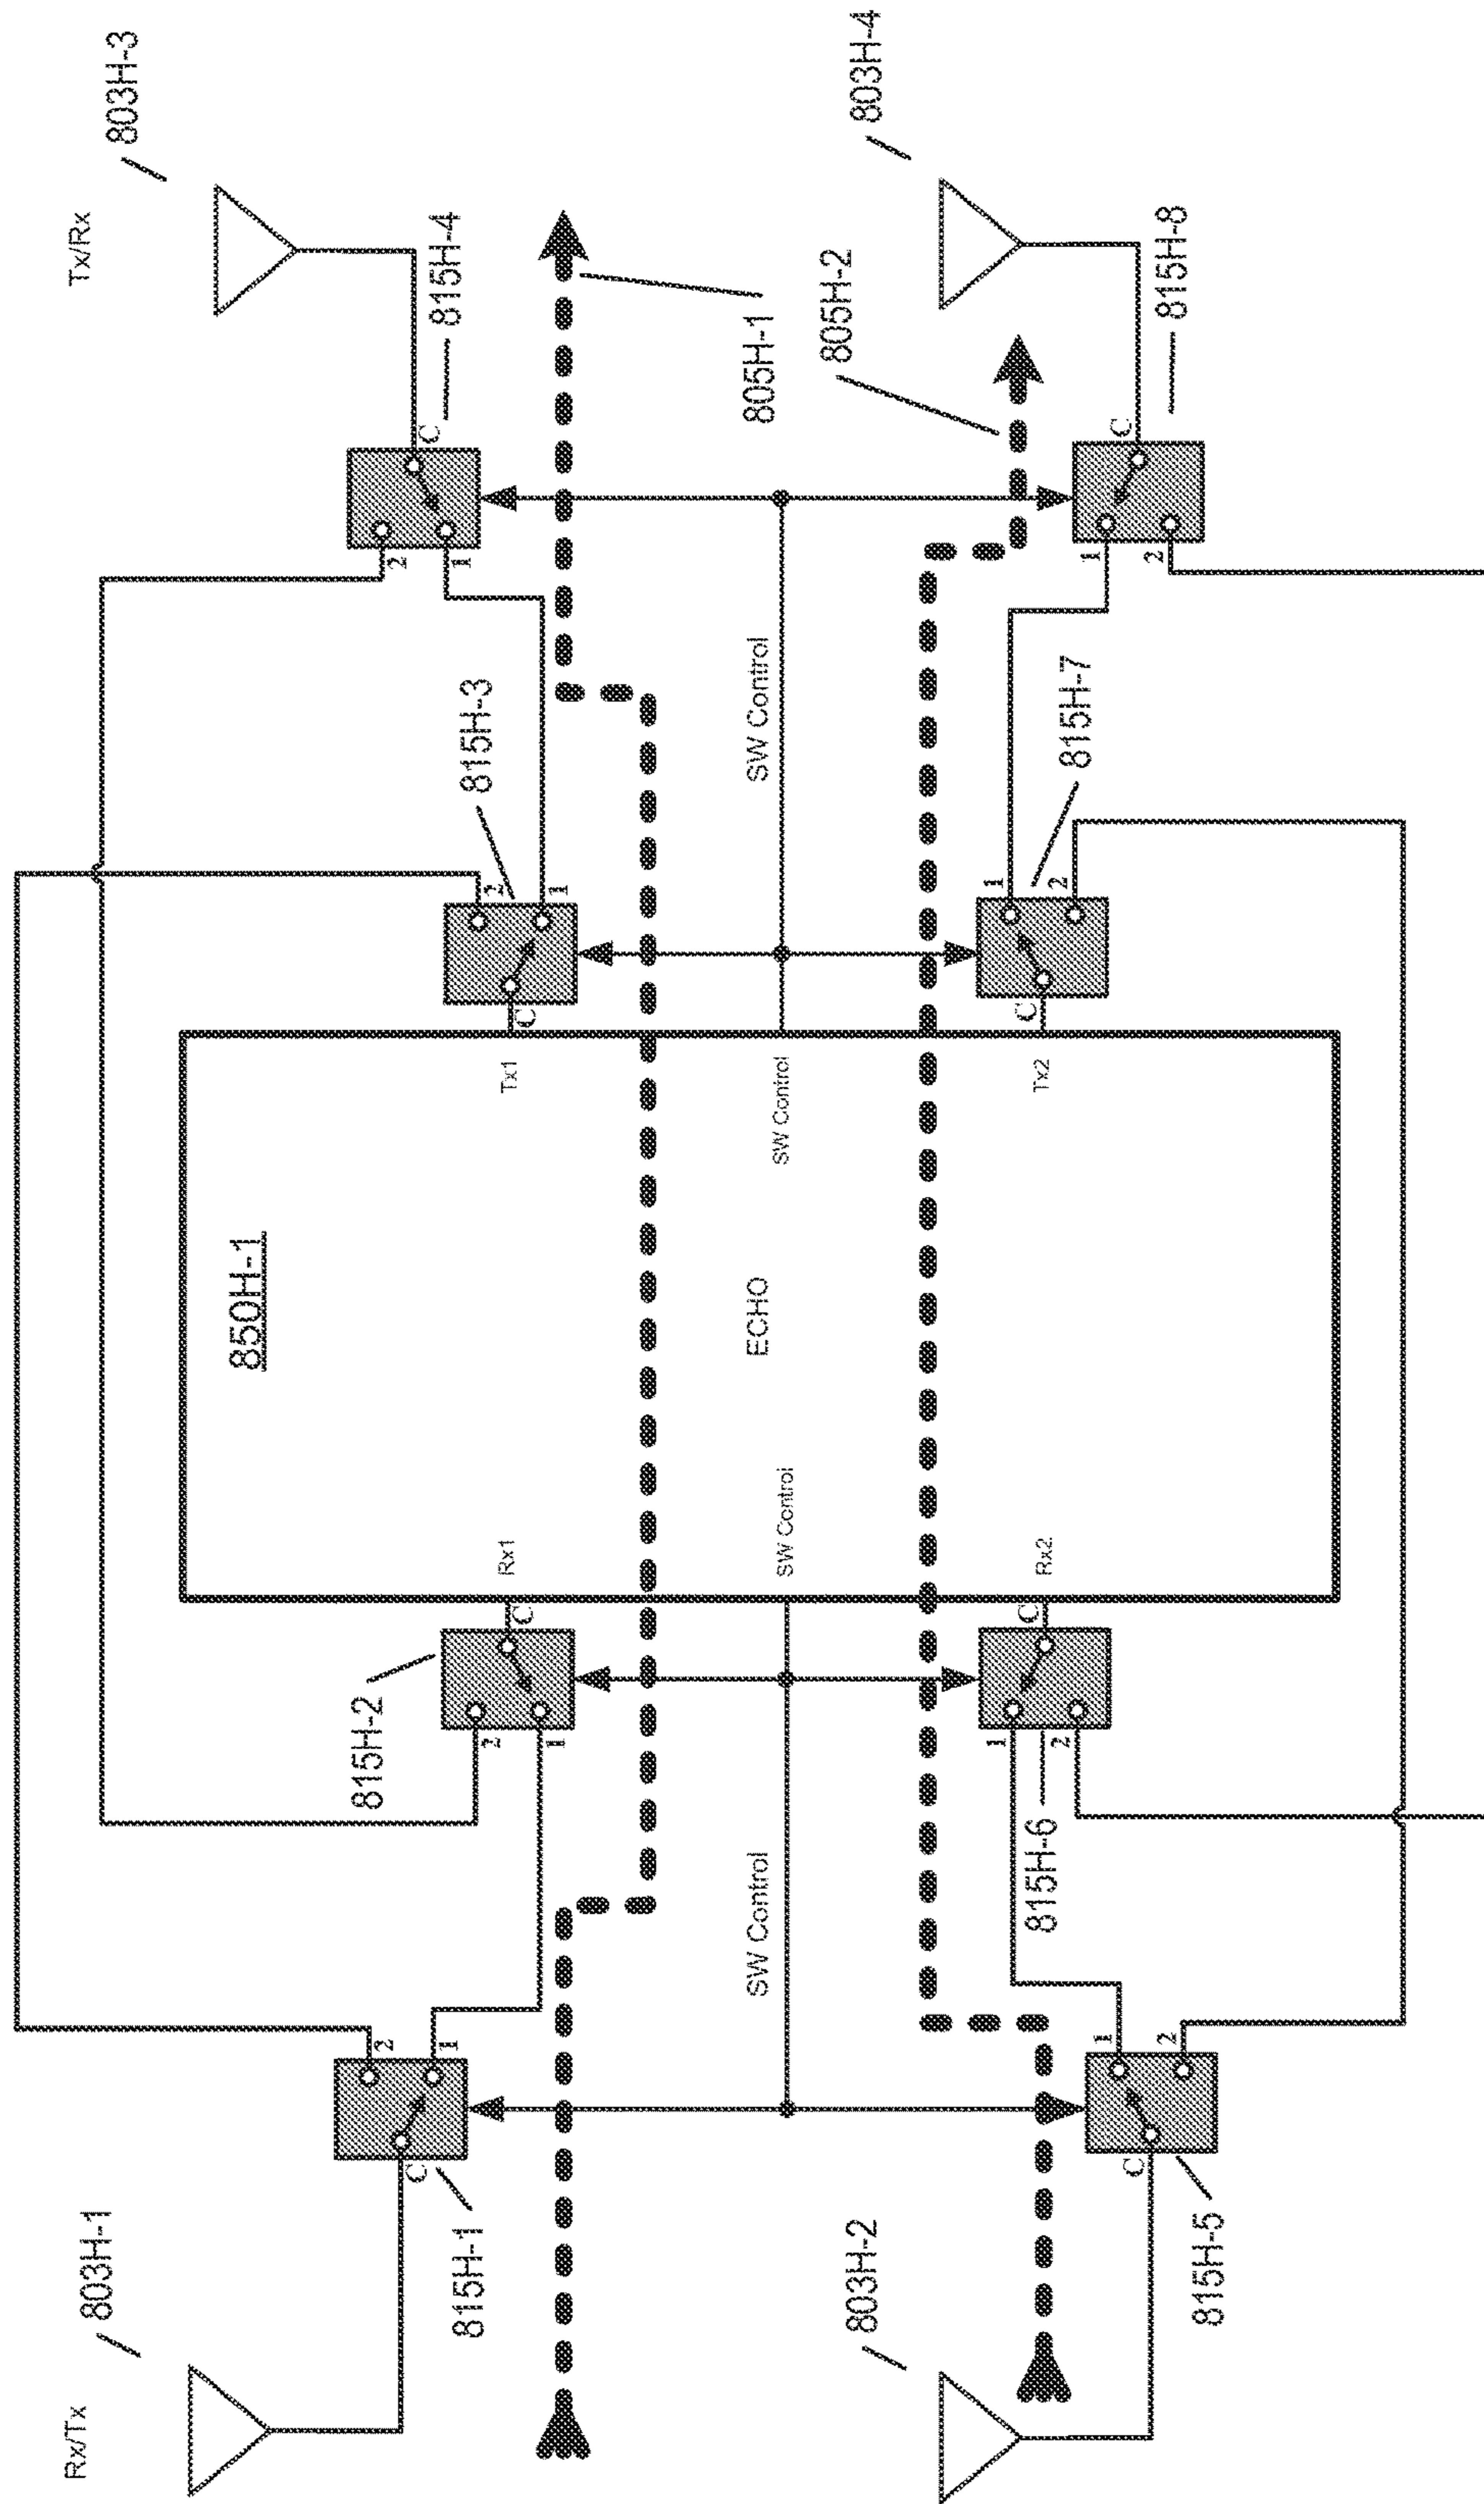 Rx/Tx
803H-1
815H-1
C
2
1
815H-2
2
1
C
Rx1
850H-1
Tx1
C
2
1
815H-3
2
1
C
815H-4
Tx/Rx
803H-3
805H-1
SW Control
SW Control
ECHO
SW Control
SW Control
805H-2
803H-2
C
815H-5
1
2
815H-6
1
2
C
Rx2
Tx2
C
1
2
815H-7
1
2
C
815H-8
803H-4